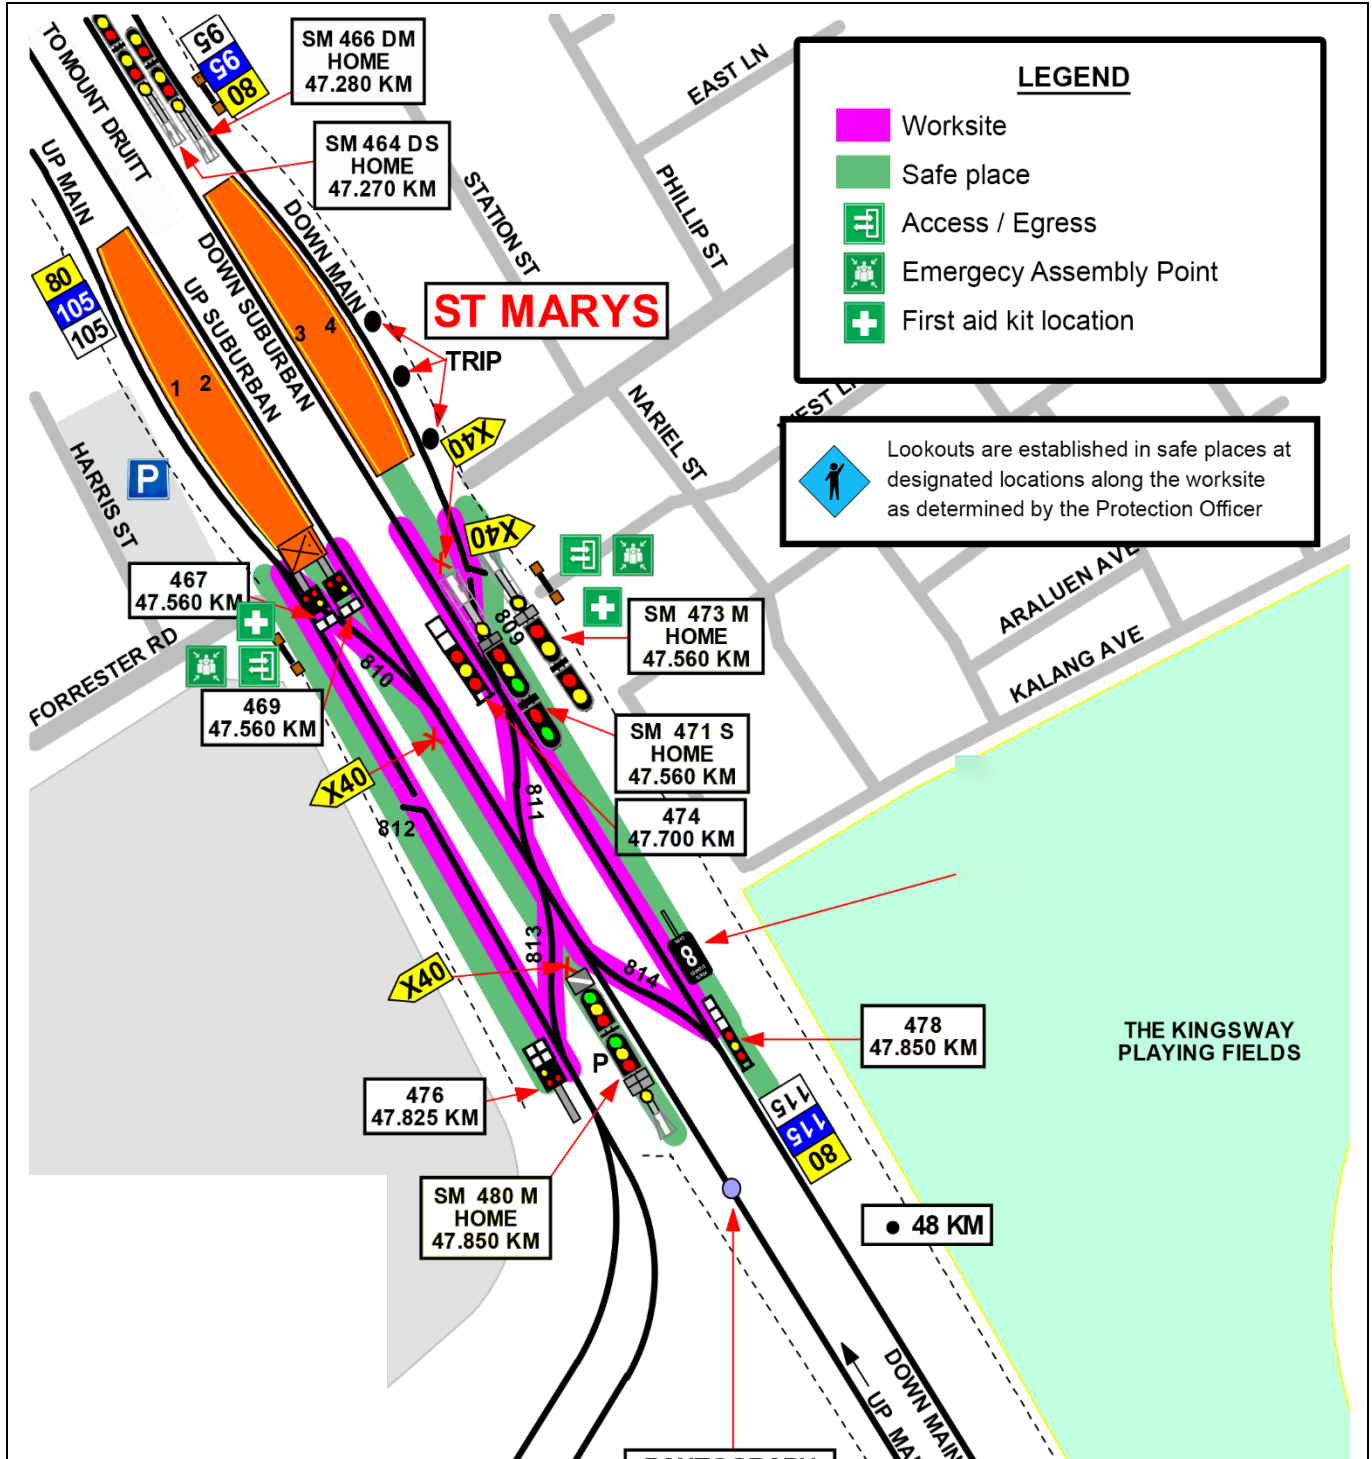 TO MOUNT DRUITT
95
95
80
SM 466 DM
HOME
47.280 KM
SM 464 DS
HOME
47.270 KM
UP MAIN
DOWN MAIN
DOWN SUBURBAN
UP SUBURBAN
80
105
105
1 2
3 4
ST MARYS
TRIP
X40
X40
EAST LN
PHILLIP ST
STATION ST
NARIEL ST
HARRIS ST
P
FORRESTER RD
LEGEND
Worksite
Safe place
Access / Egress
Emergecy Assembly Point
First aid kit location
Lookouts are established in safe places at
designated locations along the worksite
as determined by the Protection Officer
ARALUEN AVE
KALANG AVE
467
47.560 KM
469
47.560 KM
SM 473 M
HOME
47.560 KM
SM 471 S
HOME
47.560 KM
474
47.700 KM
809
810
811
812
813
814
X40
X40
8
P
478
47.850 KM
476
47.825 KM
SM 480 M
HOME
47.850 KM
115
115
80
48 KM
THE KINGSWAY
PLAYING FIELDS
DOWN MAIN
UP